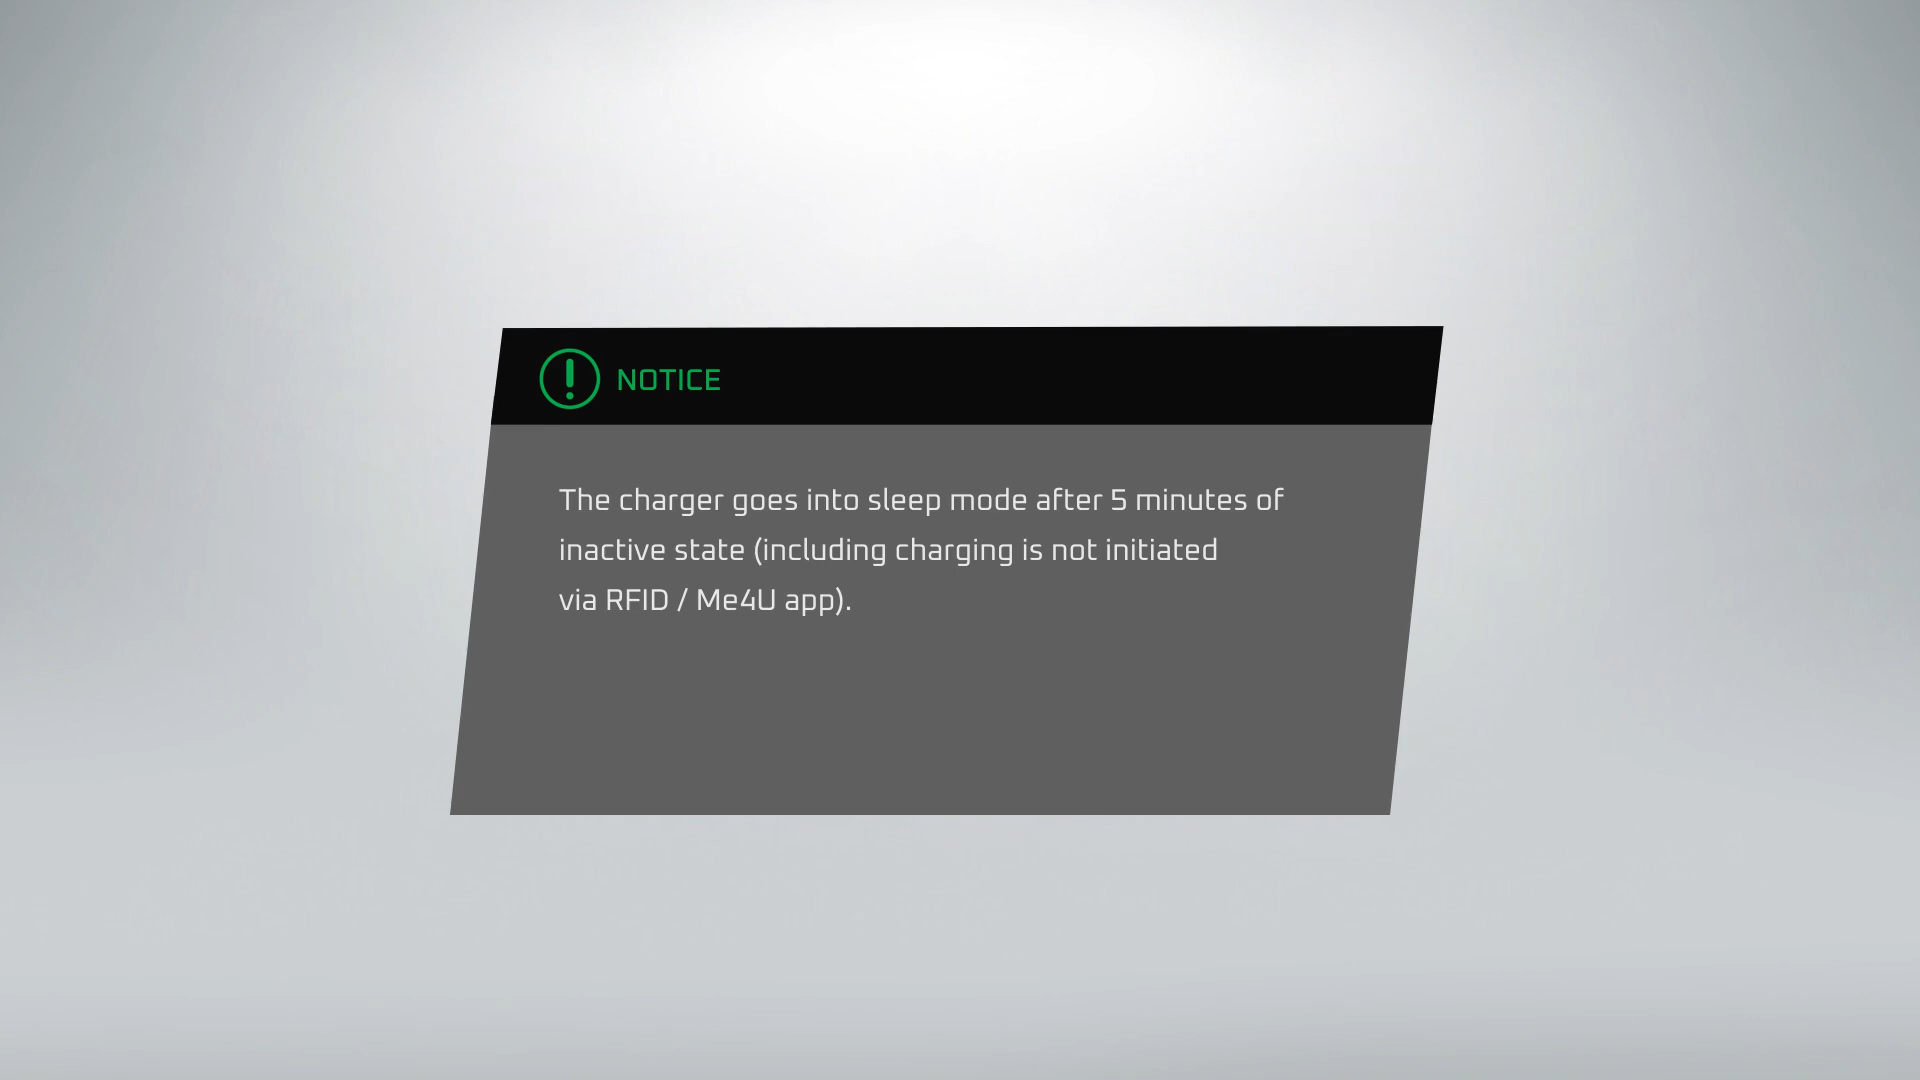 NOTICE
The charger goes into sleep mode after 5 minutes of
inactive state (including charging is not initiated
via RFID / Me4U app).